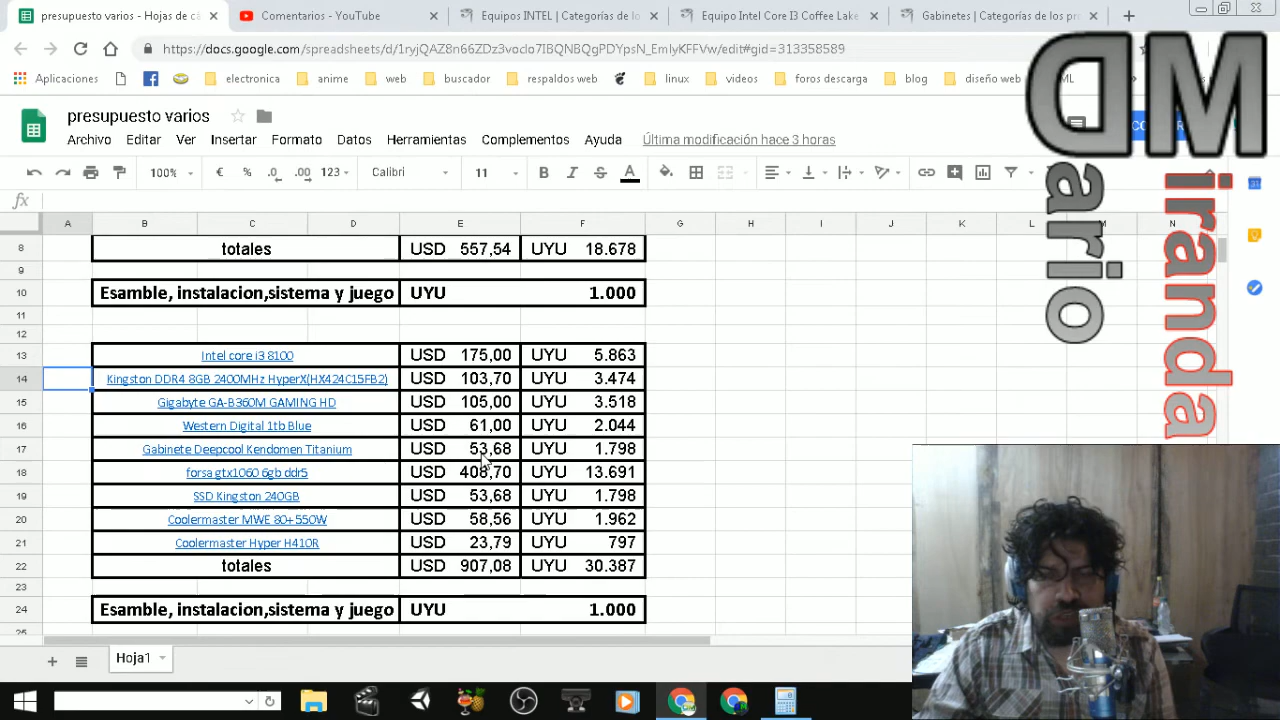 presupuesto varios - Hojas de cá
Comentarios - YouTube
Equipos INTEL | Categorías de lo
Equipo Intel Core I3 Coffee Lake
Gabinetes | Categorías de los pr
https://docs.google.com/spreadsheets/d/1ryjQAZ8n66ZDz3voclo7IBQNBQgPDYpsN_EmIyKFFVw/edit#gid=313358589
Aplicaciones
electronica
anime
web
buscador
respaldos web
linux
videos
foros descarga
blog
diseño web
presupuesto varios
Archivo Editar Ver Insertar Formato Datos Herramientas Complementos Ayuda Última modificación hace 3 horas
100% € % .0 .00 123 Calibri 11 B I S A
fx
A B C D E F G H I J K L M N
8 totales USD 557,54 UYU 18.678
9
10 Esamble, instalacion,sistema y juego UYU 1.000
11
12
13 Intel core i3 8100 USD 175,00 UYU 5.863
14 Kingston DDR4 8GB 2400MHz HyperX(HX424C15FB2) USD 103,70 UYU 3.474
15 Gigabyte GA-B360M GAMING HD USD 105,00 UYU 3.518
16 Western Digital 1tb Blue USD 61,00 UYU 2.044
17 Gabinete Deepcool Kendomen Titanium USD 53,68 UYU 1.798
18 forsa gtx1060 6gb ddr5 USD 408,70 UYU 13.691
19 SSD Kingston 240GB USD 53,68 UYU 1.798
20 Coolermaster MWE 80+ 550W USD 58,56 UYU 1.962
21 Coolermaster Hyper H410R USD 23,79 UYU 797
22 totales USD 907,08 UYU 30.387
23
24 Esamble, instalacion,sistema y juego UYU 1.000
25
Hoja1
Mario
Miranda